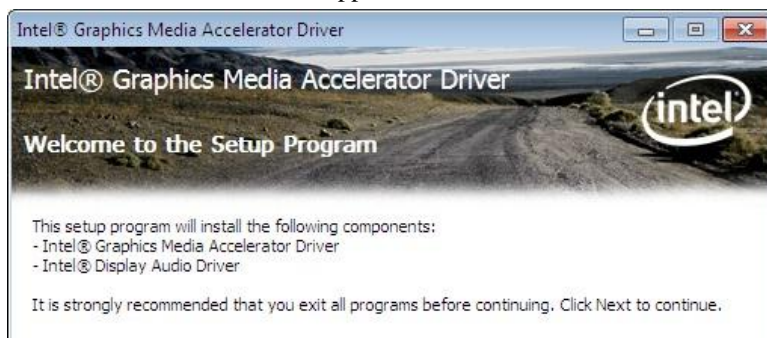 Intel® Graphics Media Accelerator Driver
Intel® Graphics Media Accelerator Driver
intel
Welcome to the Setup Program
This setup program will install the following components:
- Intel® Graphics Media Accelerator Driver
- Intel® Display Audio Driver
It is strongly recommended that you exit all programs before continuing. Click Next to continue.